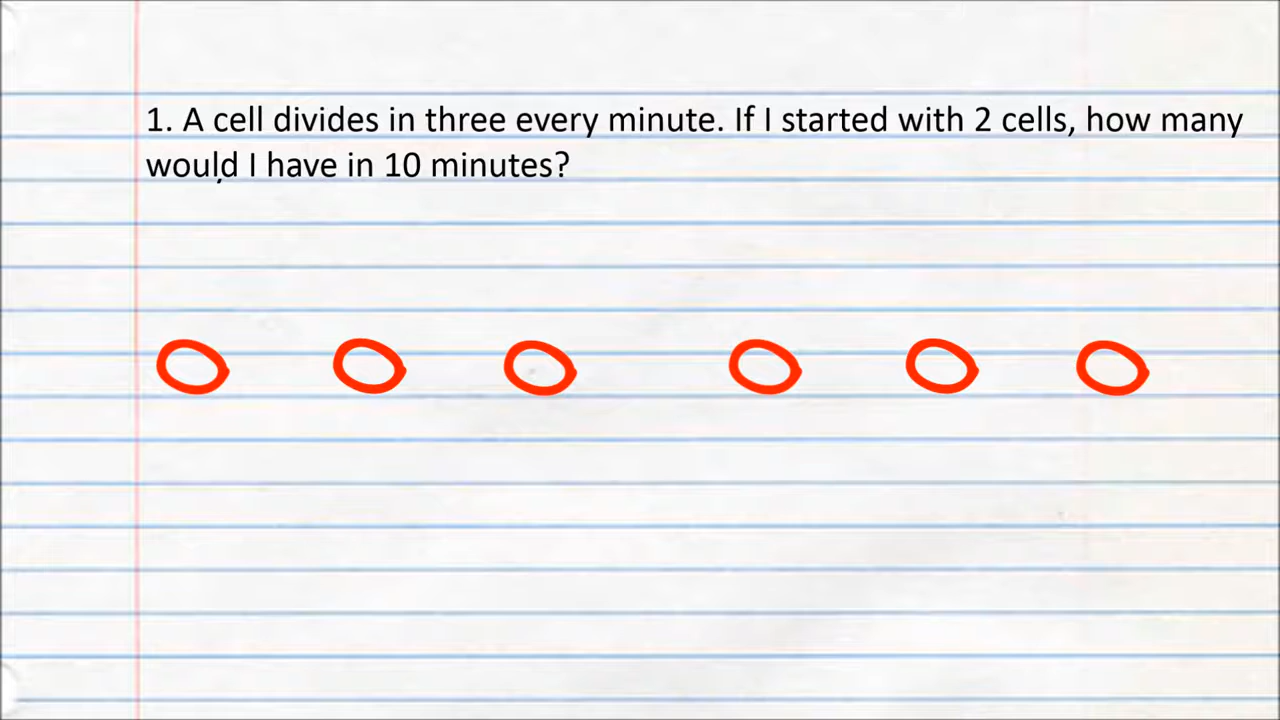 1. A cell divides in three every minute. If I started with 2 cells, how many
would I have in 10 minutes?